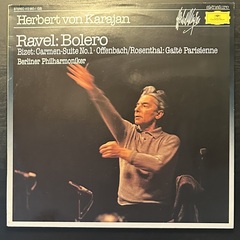 Herbert von Karajan
Ravel: Bolero
Bizet: Carmen-Suite No.1 · Offenbach/Rosenthal: Gaîté Parisienne
Berliner Philharmoniker